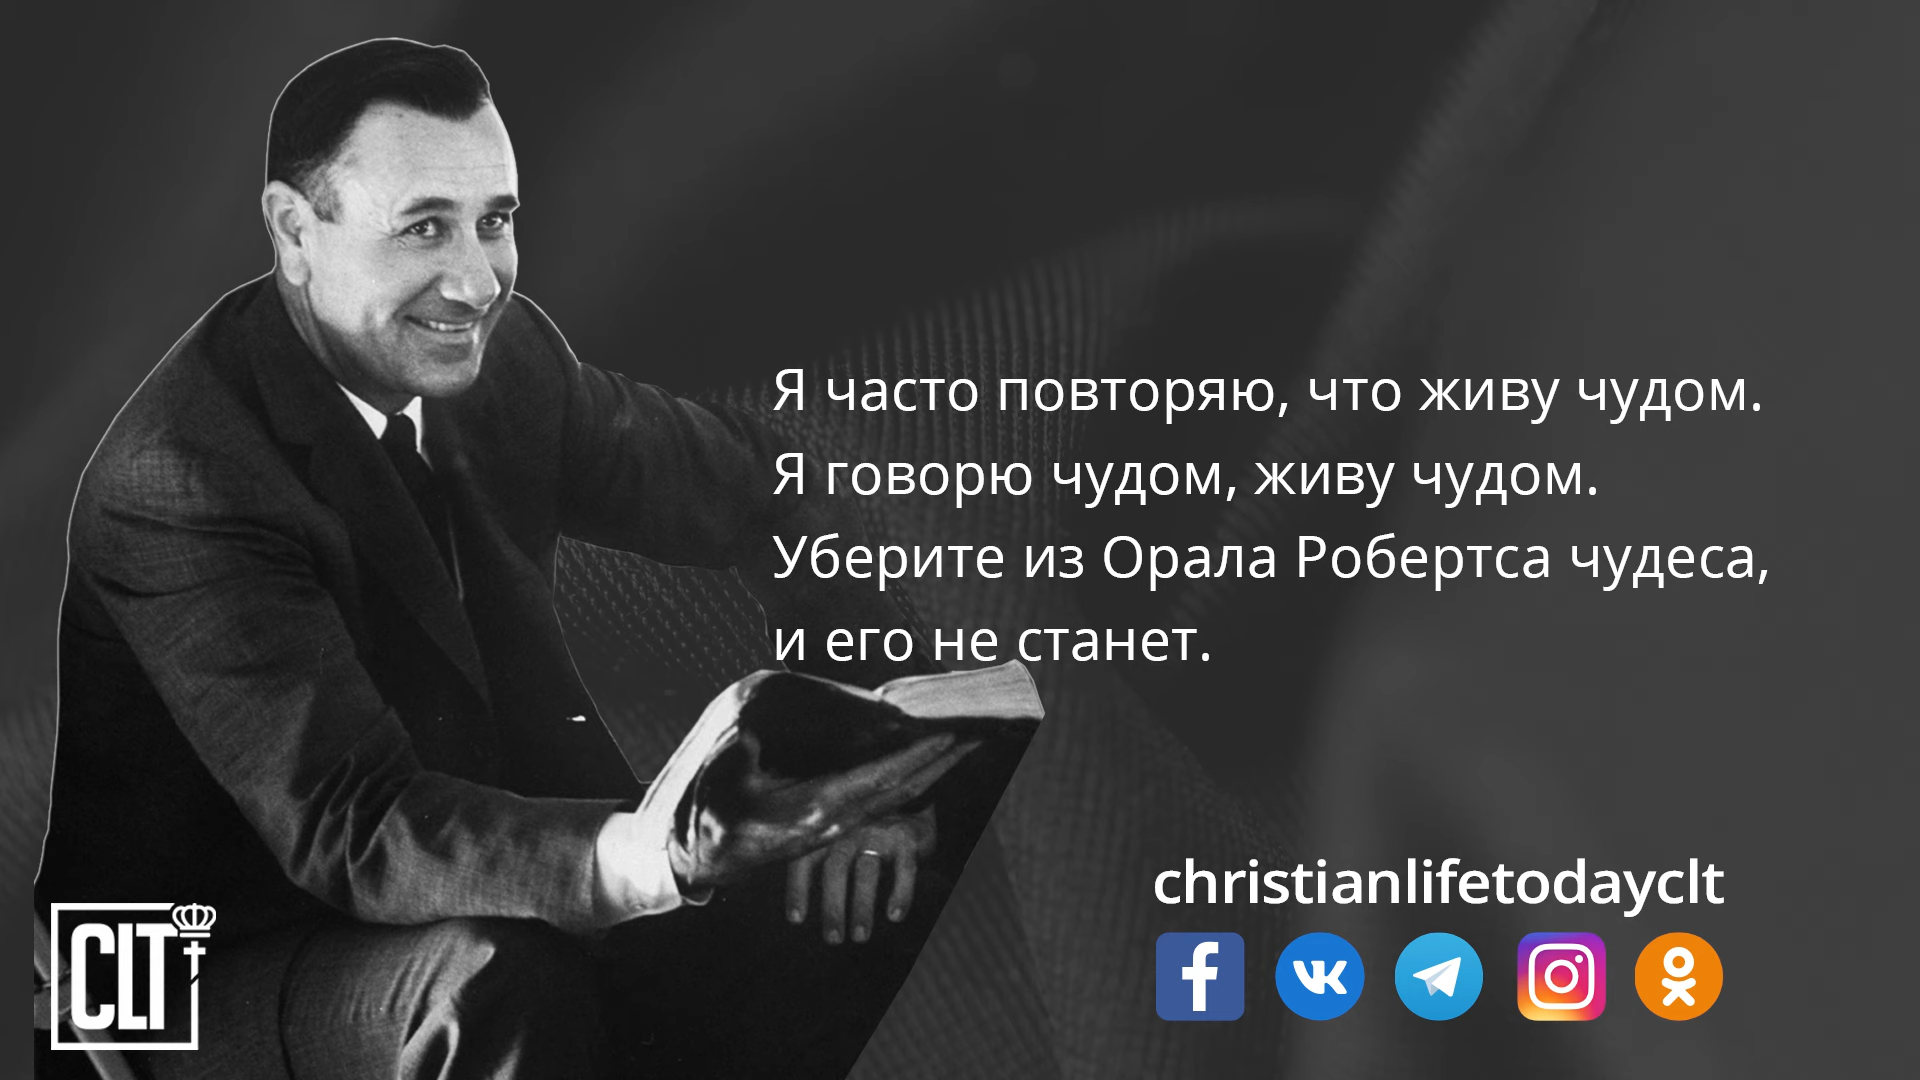 Я часто повторяю, что живу чудом.
Я говорю чудом, живу чудом.
Уберите из Орала Робертса чудеса,
и его не станет.
christianlifetodayclt
CLT